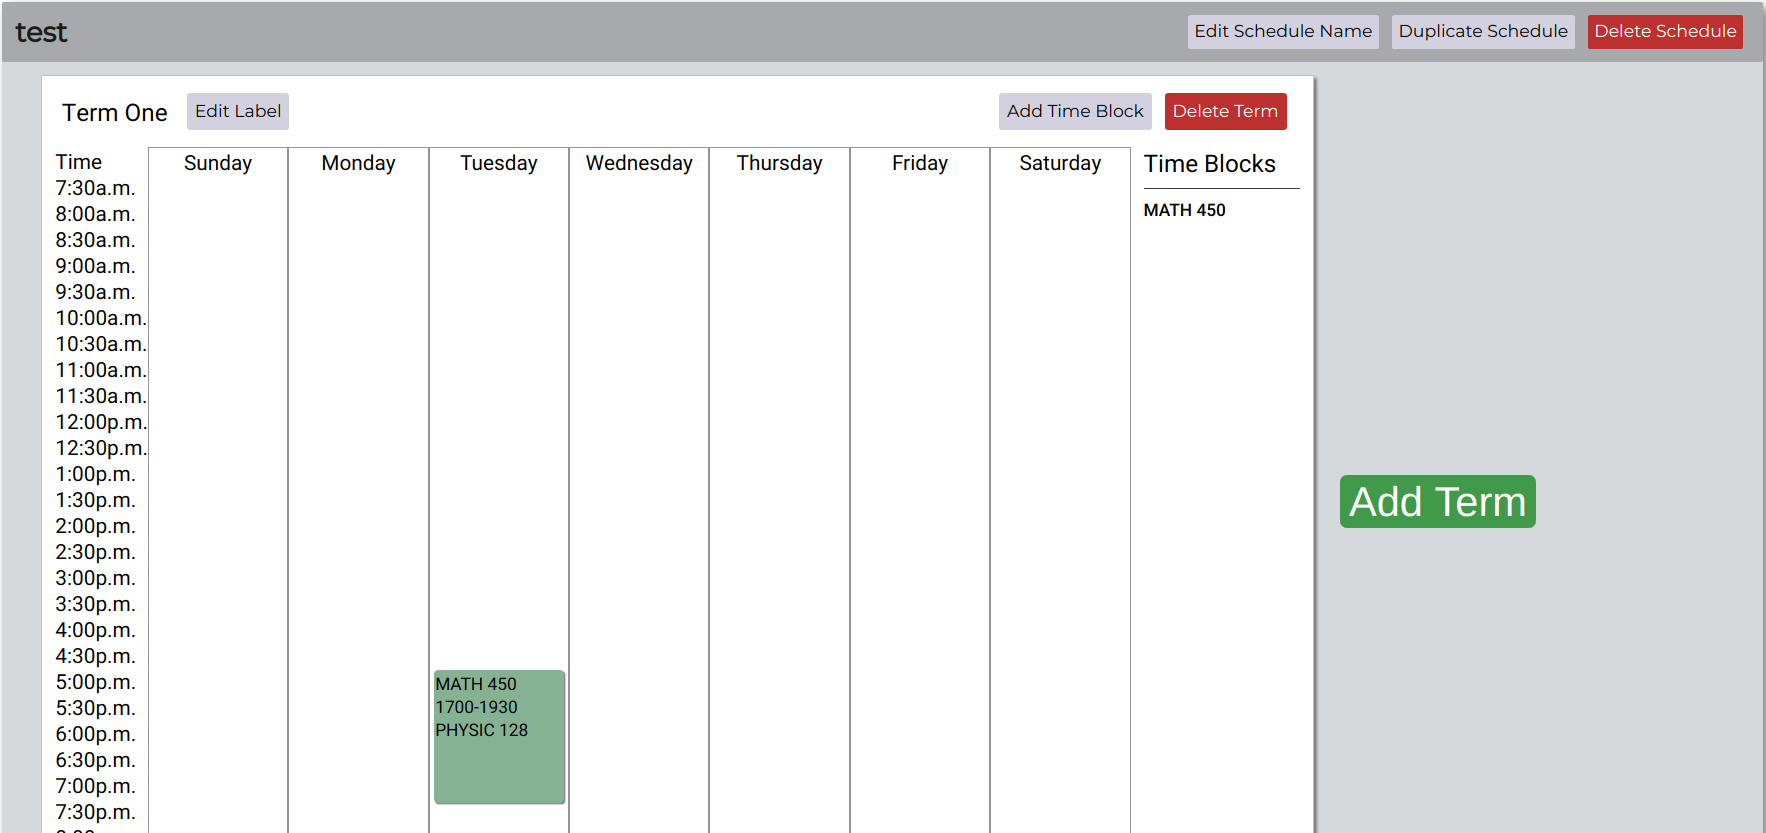 test
Edit Schedule Name
Duplicate Schedule
Delete Schedule
Term One
Edit Label
Add Time Block
Delete Term
Time
Sunday
Monday
Tuesday
Wednesday
Thursday
Friday
Saturday
Time Blocks
7:30a.m.
8:00a.m.
MATH 450
8:30a.m.
9:00a.m.
9:30a.m.
10:00a.m.
10:30a.m.
11:00a.m.
11:30a.m.
12:00p.m.
12:30p.m.
1:00p.m.
1:30p.m.
Add Term
2:00p.m.
2:30p.m.
3:00p.m.
3:30p.m.
4:00p.m.
4:30p.m.
5:00p.m.
MATH 450
5:30p.m.
1700-1930
6:00p.m.
PHYSIC 128
6:30p.m.
7:00p.m.
7:30p.m.